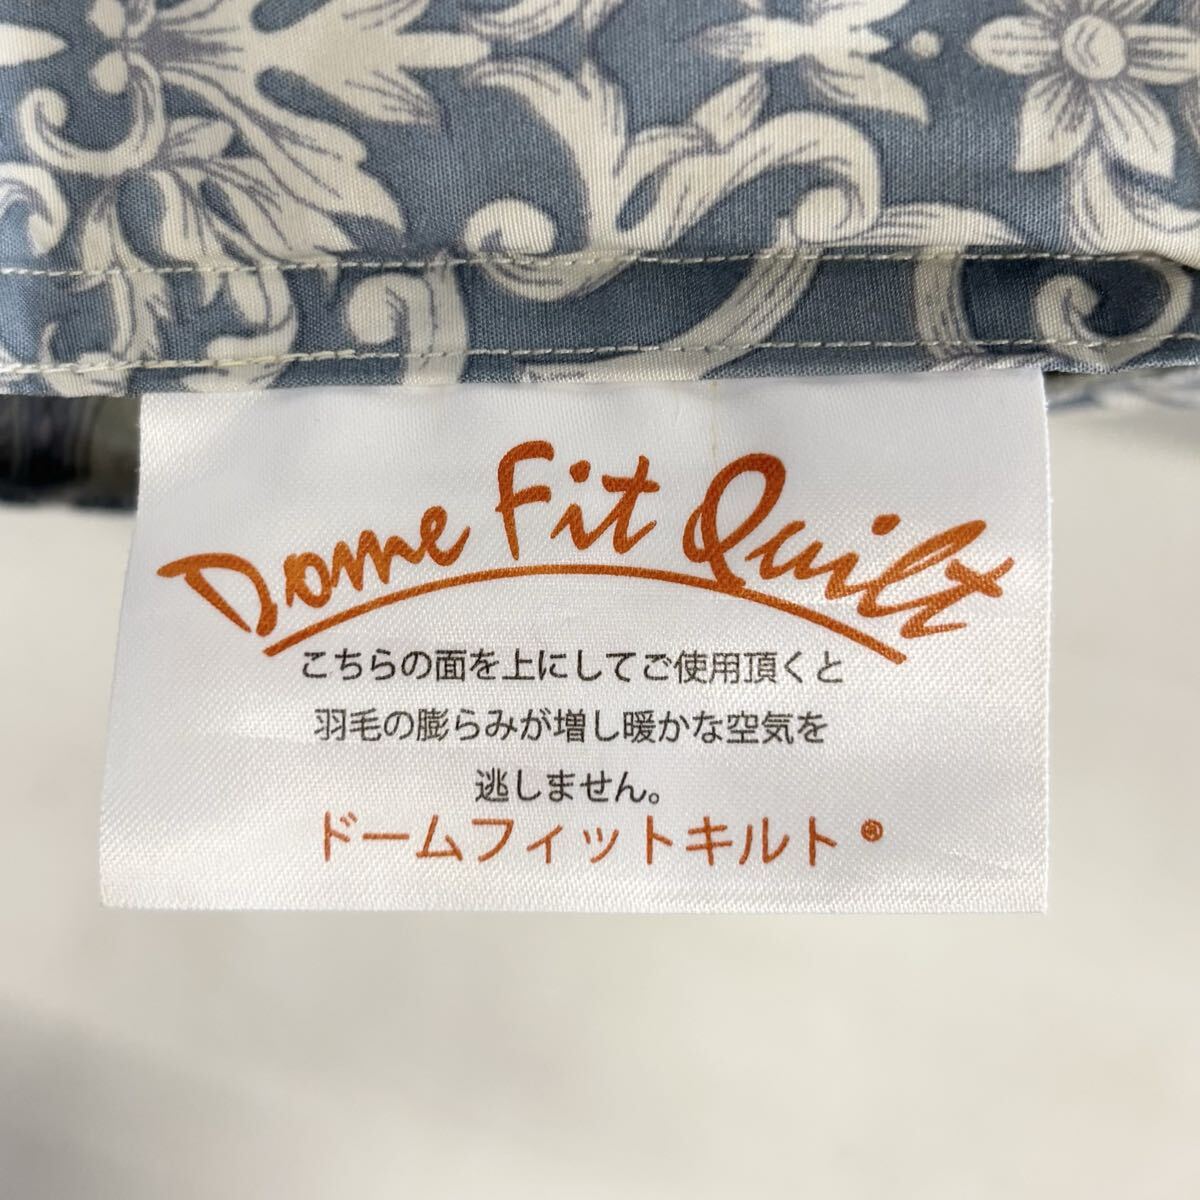 Dome Fit Quilt
こちらの面を上にしてご使用頂くと
羽毛の膨らみが増し暖かな空気を
逃しません。
ドームフィットキルト®